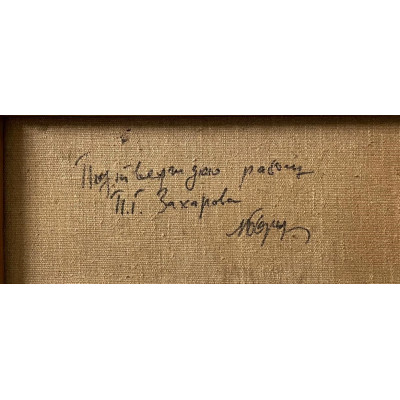 Подтверждаю работу
П.Г. Захарова